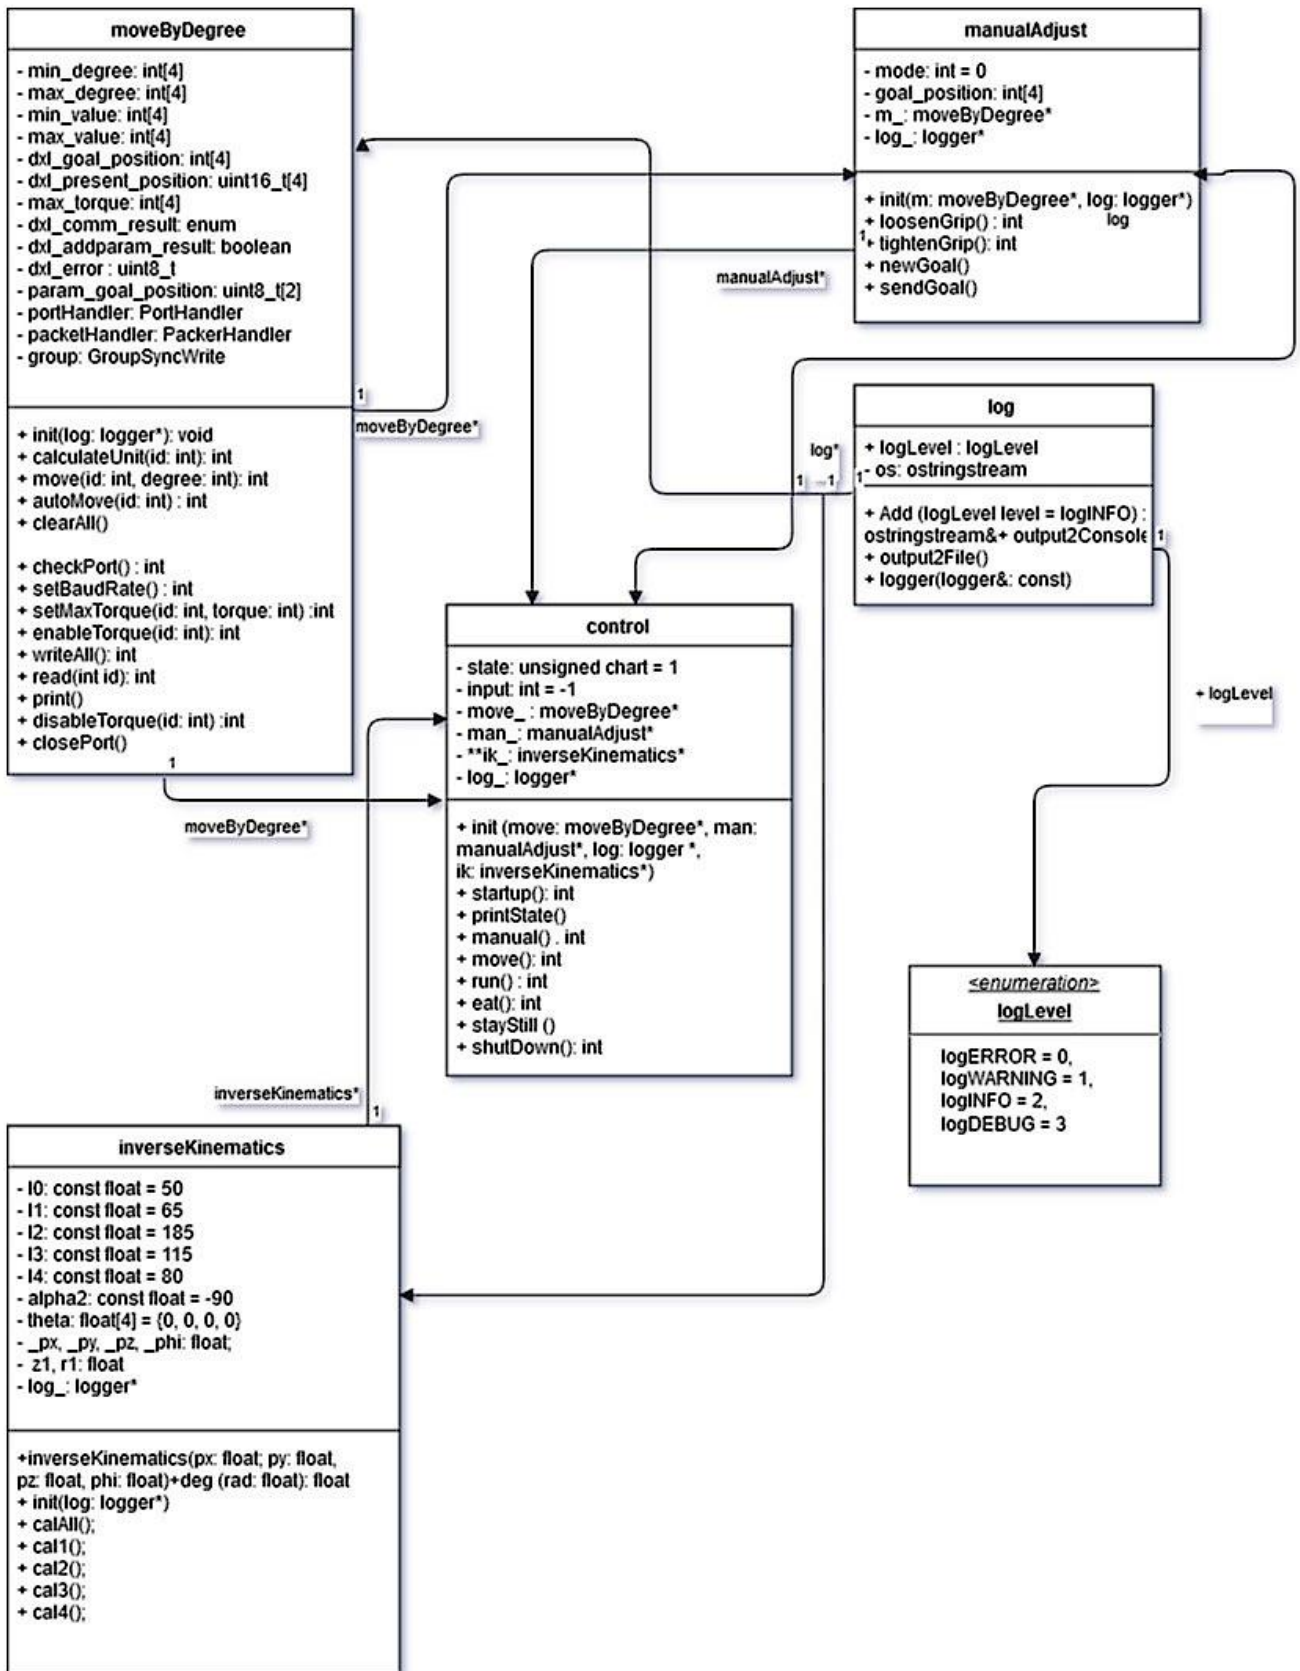 moveByDegree
- min_degree: int[4]
- max_degree: int[4]
- min_value: int[4]
- max_value: int[4]
- dxl_goal_position: int[4]
- dxl_present_position: uint16_t[4]
- max_torque: int[4]
- dxl_comm_result: enum
- dxl_addparam_result: boolean
- dxl_error : uint8_t
- param_goal_position: uint8_t[2]
- portHandler: PortHandler
- packetHandler: PackerHandler
- group: GroupSyncWrite
+ init(log: logger*): void
+ calculateUnit(id: int): int
+ move(id: int, degree: int): int
+ autoMove(id: int) : int
+ clearAll()
+ checkPort() : int
+ setBaudRate() : int
+ setMaxTorque(id: int, torque: int) :int
+ enableTorque(id: int): int
+ writeAll(): int
+ read(int id): int
+ print()
+ disableTorque(id: int) :int
+ closePort()
1
moveByDegree*
1
moveByDegree*
manualAdjust
- mode: int = 0
- goal_position: int[4]
- m_: moveByDegree*
- log_: logger*
+ init(m: moveByDegree*, log: logger*)
+ loosenGrip() : int
log
+ tightenGrip(): int
+ newGoal()
+ sendGoal()
1
manualAdjust*
log
+ logLevel : logLevel
- os: ostringstream
+ Add (logLevel level = logINFO) :
ostringstream&+ output2Console
+ output2File()
+ logger(logger&: const)
log*
1
1
1
1
+ logLevel
control
- state: unsigned chart = 1
- input: int = -1
- move_ : moveByDegree*
- man_: manualAdjust*
- **ik_: inverseKinematics*
- log_: logger*
+ init (move: moveByDegree*, man:
manualAdjust*, log: logger *,
ik: inverseKinematics*)
+ startup(): int
+ printState()
+ manual() . int
+ move(): int
+ run() : int
+ eat(): int
+ stayStill ()
+ shutDown(): int
<enumeration>
logLevel
logERROR = 0,
logWARNING = 1,
logINFO = 2,
logDEBUG = 3
inverseKinematics*
1
inverseKinematics
- l0: const float = 50
- l1: const float = 65
- l2: const float = 185
- l3: const float = 115
- l4: const float = 80
- alpha2: const float = -90
- theta: float[4] = {0, 0, 0, 0}
- _px, _py, _pz, _phi: float;
- z1, r1: float
- log_: logger*
+inverseKinematics(px: float; py: float,
pz: float, phi: float)+deg (rad: float): float
+ init(log: logger*)
+ calAll();
+ cal1();
+ cal2();
+ cal3();
+ cal4();